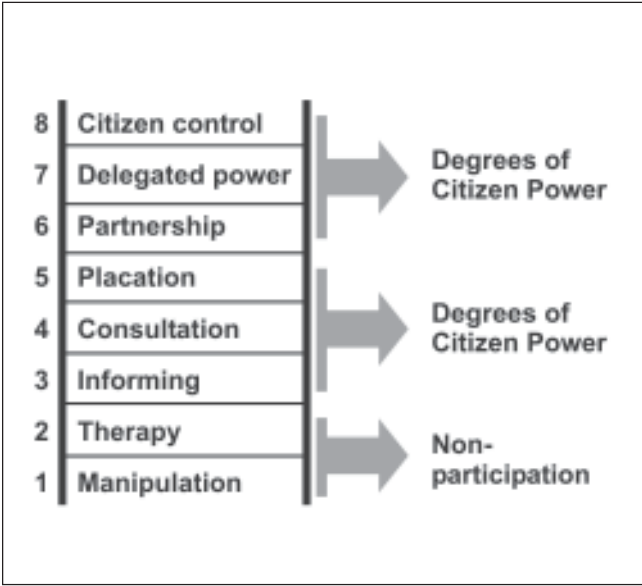 8 Citizen control
7 Delegated power
6 Partnership
5 Placation
4 Consultation
3 Informing
2 Therapy
1 Manipulation
Degrees of
Citizen Power
Degrees of
Citizen Power
Non-
participation